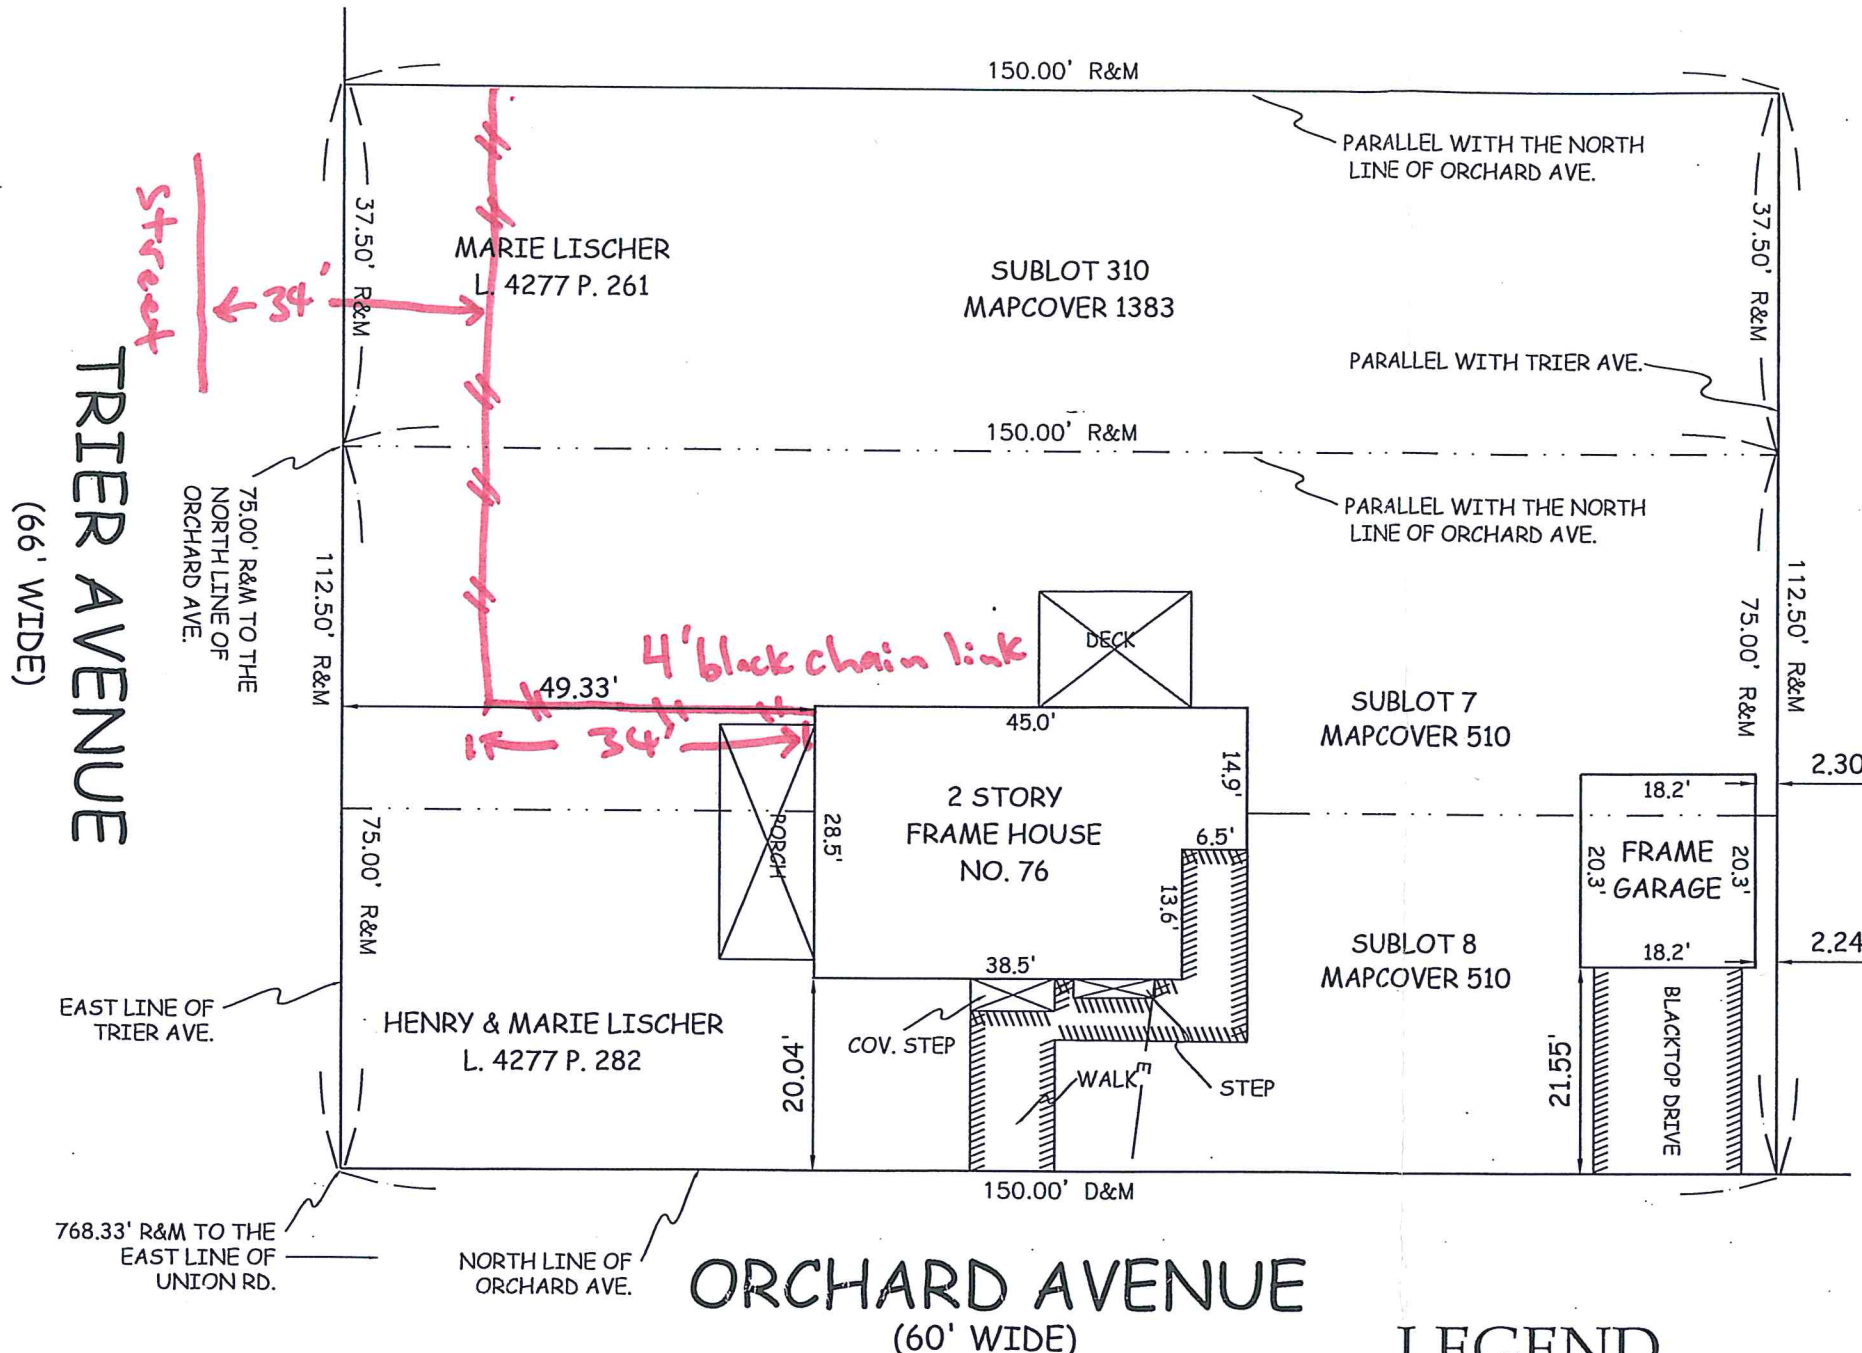 150.00' R&M
PARALLEL WITH THE NORTH
LINE OF ORCHARD AVE.
37.50' R&M
37.50' R&M
Street
← 34' →
MARIE LISCHER
L. 4277 P. 261
SUBLOT 310
MAPCOVER 1383
PARALLEL WITH TRIER AVE.
150.00' R&M
TRIER AVENUE
(66' WIDE)
75.00' R&M TO THE
NORTH LINE OF
ORCHARD AVE.
PARALLEL WITH THE NORTH
LINE OF ORCHARD AVE.
112.50' R&M
112.50' R&M
75.00' R&M
4' black chain link
DECK
49.33'
34'
45.0'
SUBLOT 7
MAPCOVER 510
14.9'
2.30
18.2'
2 STORY
FRAME HOUSE
NO. 76
PORCH
28.5'
6.5'
13.6'
FRAME
GARAGE
20.3'
20.3'
75.00' R&M
38.5'
SUBLOT 8
MAPCOVER 510
18.2'
2.24
EAST LINE OF
TRIER AVE.
HENRY & MARIE LISCHER
L. 4277 P. 282
20.04'
COV. STEP
WALK
E
STEP
21.55'
BLACKTOP DRIVE
150.00' D&M
768.33' R&M TO THE
EAST LINE OF
UNION RD.
NORTH LINE OF
ORCHARD AVE.
ORCHARD AVENUE
(60' WIDE)
LEGEND